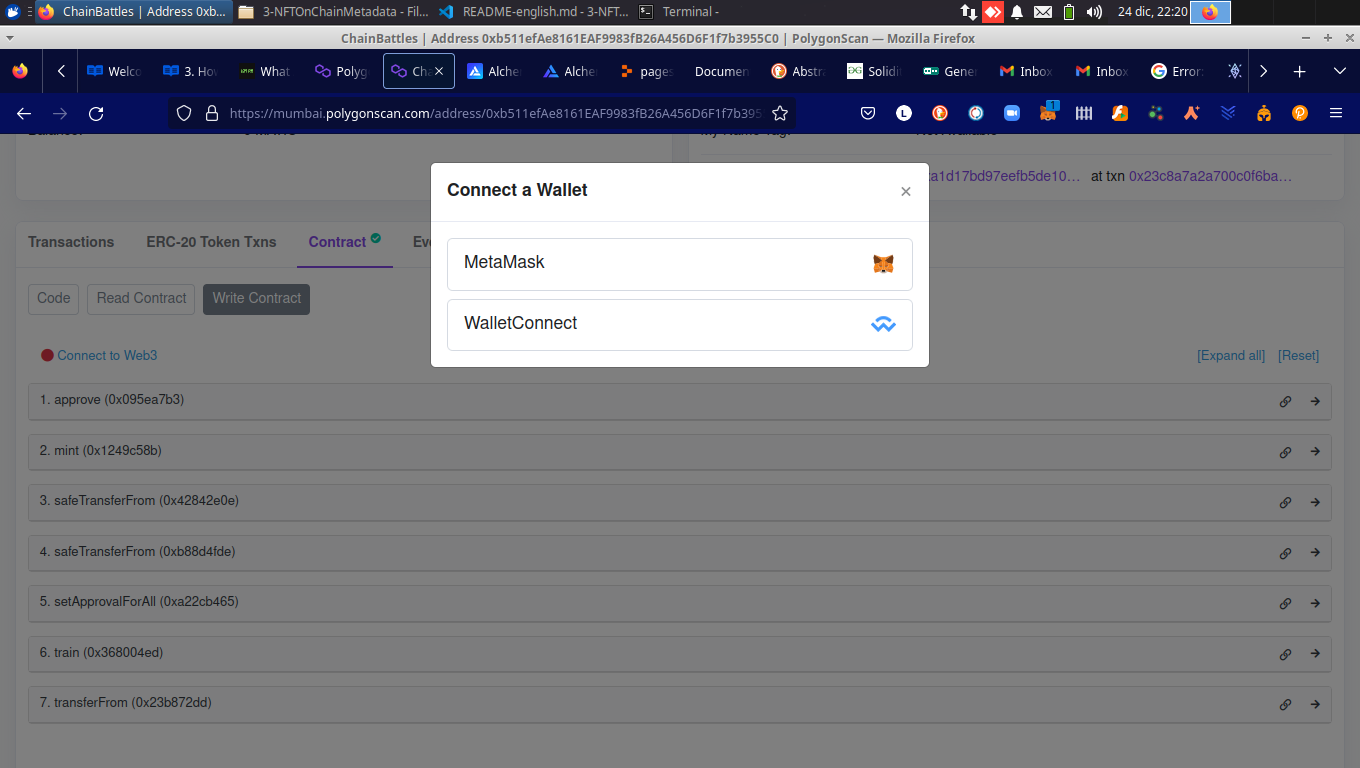 ChainBattles | Address 0xb...
3-NFTOnChainMetadata - Fil...
README-english.md - 3-NFT...
Terminal -
24 dic, 22:20
ChainBattles | Address 0xb511efAe8161EAF9983fB26A456D6F1f7b3955C0 | PolygonScan — Mozilla Firefox
Welco
3. Hov
What
Polyg
Cha
Alche
Alche
pages
Documen
Abstra
Solidi
Gene
Inbox
Inbox
Error:
https://mumbai.polygonscan.com/address/0xb511efAe8161EAF9983fB26A456D6F1f7b395
1
a1d17bd97eefb5de10... at txn 0x23c8a7a2a700c0f6ba...
Connect a Wallet
×
MetaMask
WalletConnect
Transactions
ERC-20 Token Txns
Contract
Eve
Code
Read Contract
Write Contract
Connect to Web3
[Expand all]
[Reset]
1. approve (0x095ea7b3)
2. mint (0x1249c58b)
3. safeTransferFrom (0x42842e0e)
4. safeTransferFrom (0xb88d4fde)
5. setApprovalForAll (0xa22cb465)
6. train (0x368004ed)
7. transferFrom (0x23b872dd)